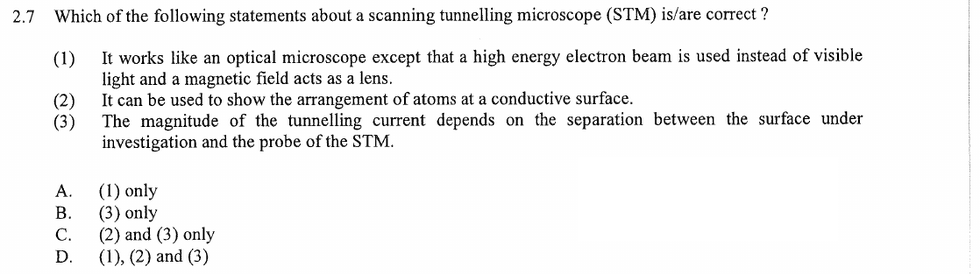 2.7 Which of the following statements about a scanning tunnelling microscope (STM) is/are correct ?
(1) It works like an optical microscope except that a high energy electron beam is used instead of visible
light and a magnetic field acts as a lens.
(2) It can be used to show the arrangement of atoms at a conductive surface.
(3) The magnitude of the tunnelling current depends on the separation between the surface under
investigation and the probe of the STM.
A. (1) only
B. (3) only
C. (2) and (3) only
D. (1), (2) and (3)